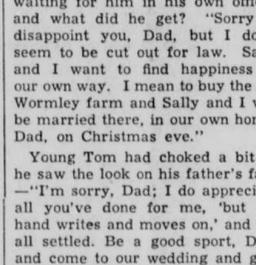 waiting for him in his own
and what did he get? "Sorry
disappoint you, Dad, but I
seem to be cut out for law.
and I want to find happiness
our own way. I mean to buy the
Wormley farm and Sally and I
be married there, in our own
Dad, on Christmas eve."
Young Tom had choked a bit
he saw the look on his father's
—"I'm sorry, Dad; I do
all you've done for me, 'but
hand writes and moves on,' and
all settled. Be a good sport,
and come to our wedding and